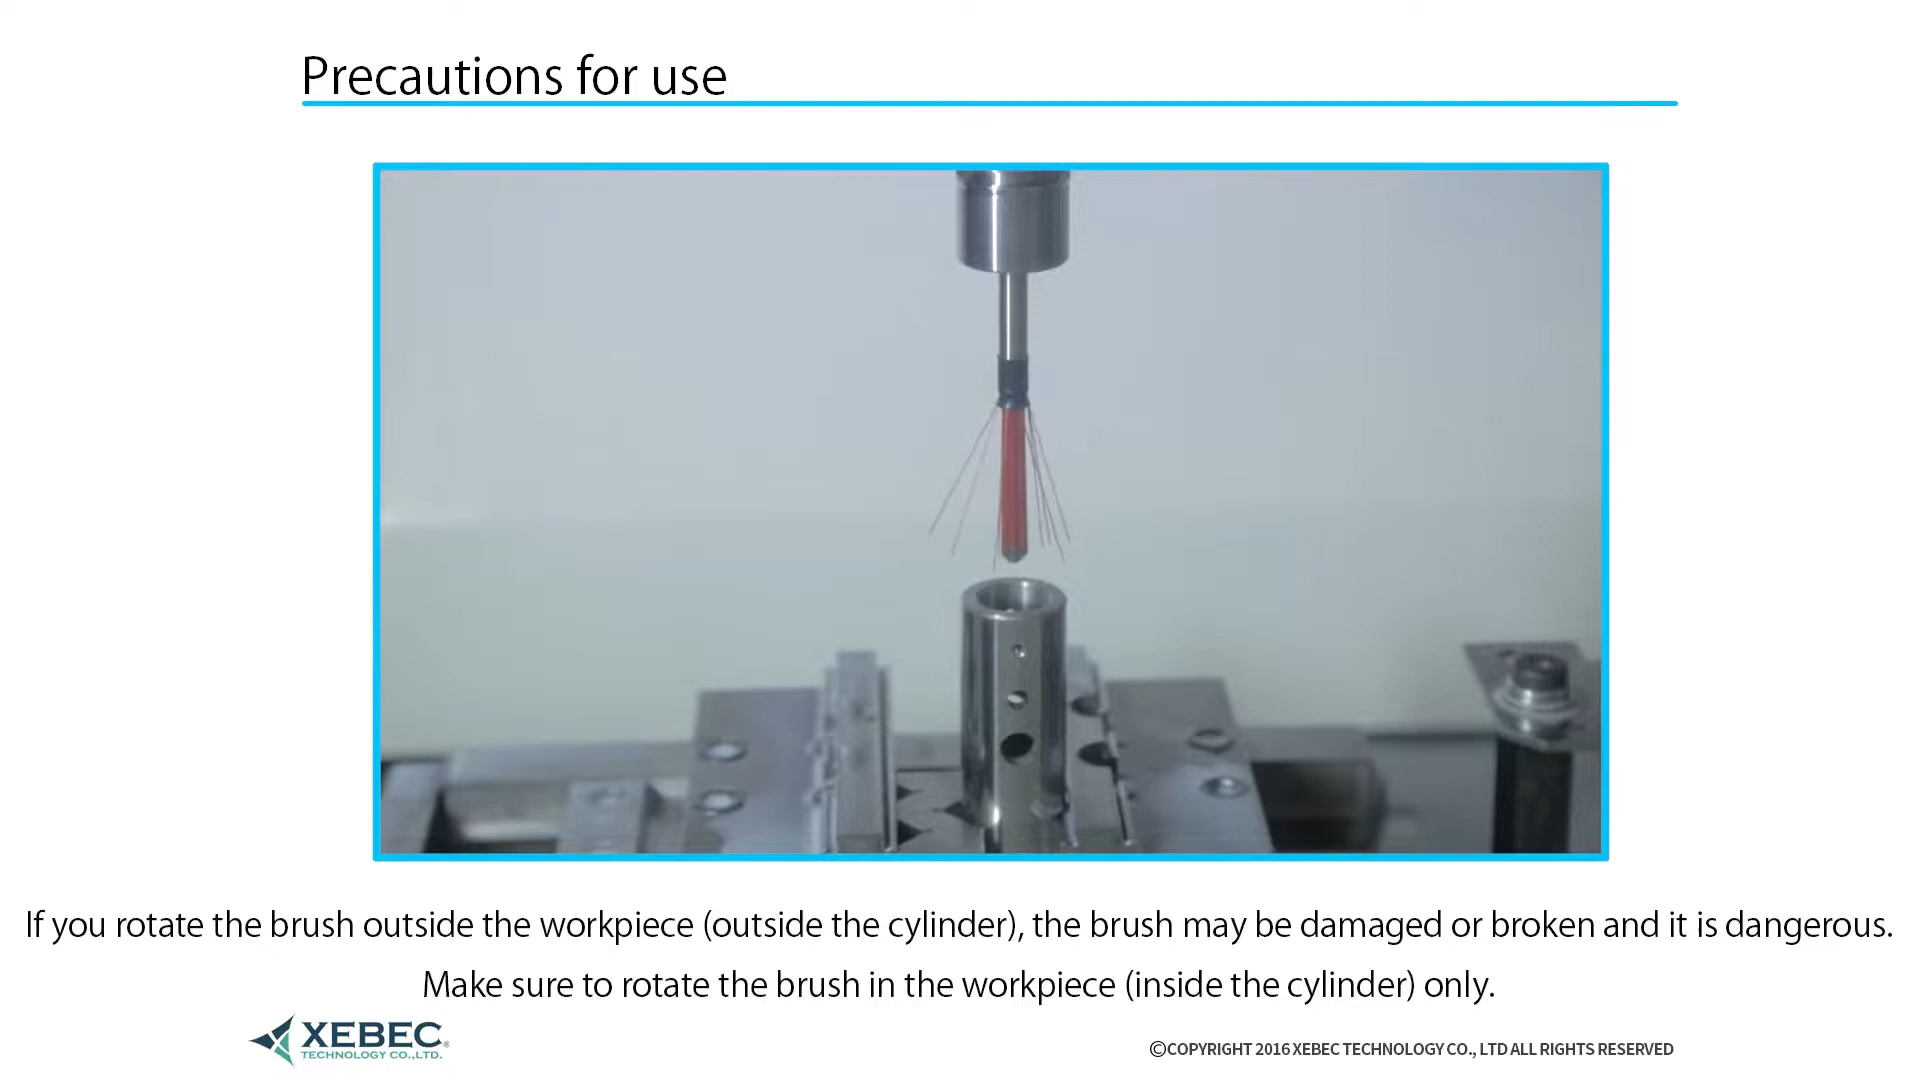 Precautions for use
If you rotate the brush outside the workpiece (outside the cylinder), the brush may be damaged or broken and it is dangerous.
Make sure to rotate the brush in the workpiece (inside the cylinder) only.
XEBEC®
TECHNOLOGY CO.,LTD.
©COPYRIGHT 2016 XEBEC TECHNOLOGY CO., LTD ALL RIGHTS RESERVED